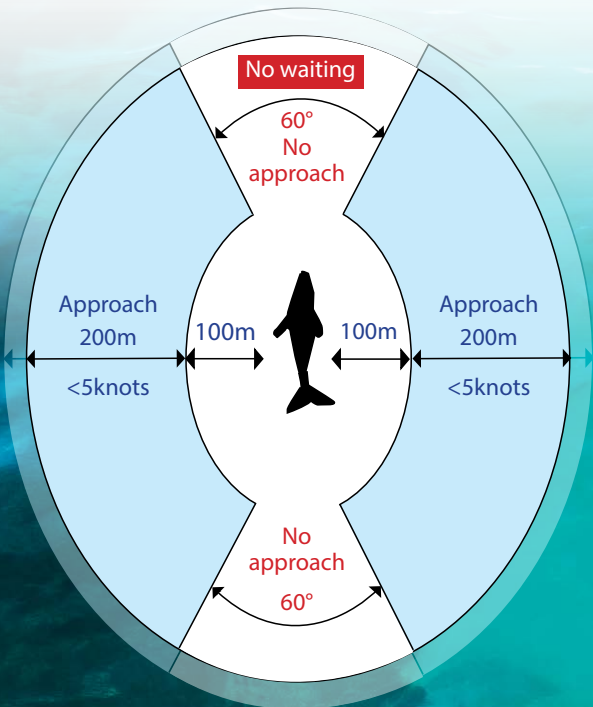 No waiting
60°
No
approach
Approach
200m
<5knots
100m
100m
Approach
200m
<5knots
No
approach
60°